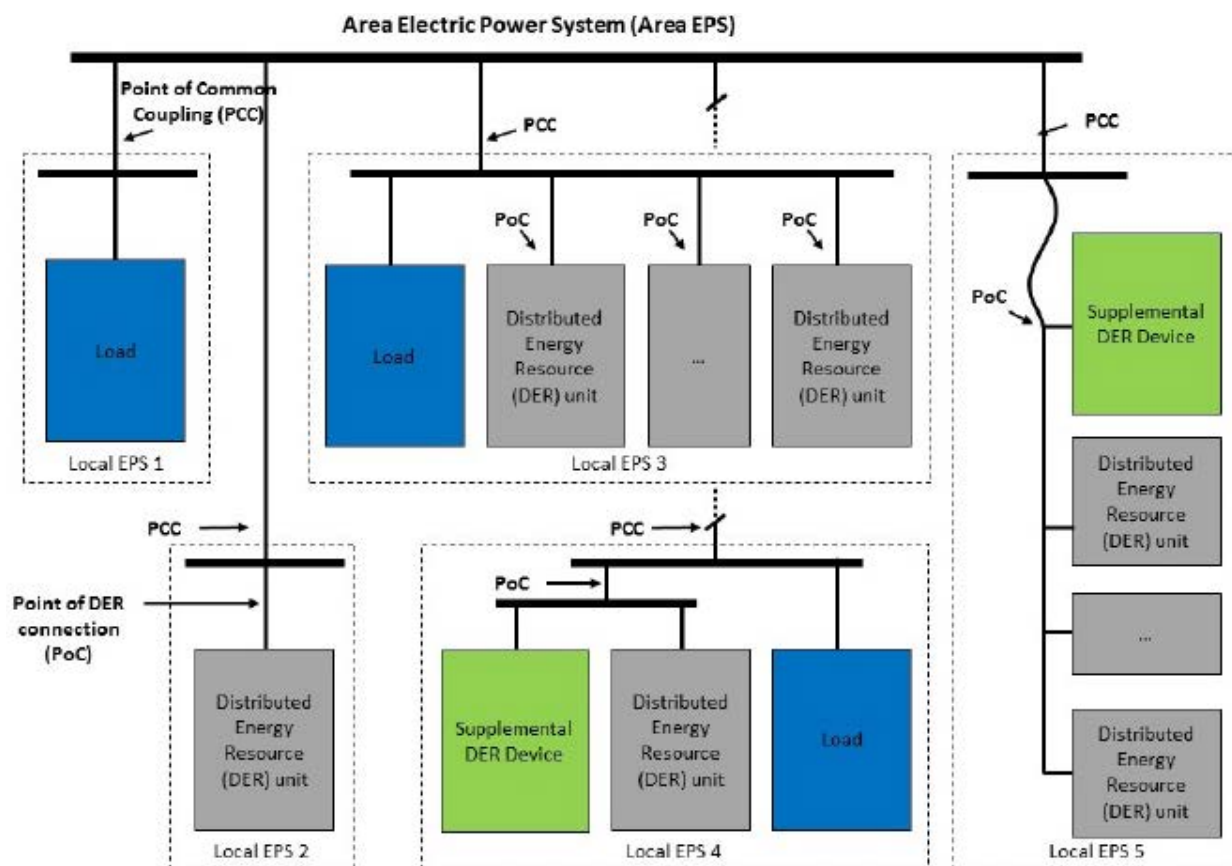 Area Electric Power System (Area EPS)
Point of Common
Coupling (PCC)
PCC
PCC
Load
Local EPS 1
PoC
PoC
PoC
Load
Distributed
Energy
Resource
(DER) unit
...
Distributed
Energy
Resource
(DER) unit
Local EPS 3
PoC
Supplemental
DER Device
Distributed
Energy
Resource
(DER) unit
...
Distributed
Energy
Resource
(DER) unit
Local EPS 5
PCC
Point of DER
connection
(PoC)
Distributed
Energy
Resource
(DER) unit
Local EPS 2
PCC
PoC
Supplemental
DER Device
Distributed
Energy
Resource
(DER) unit
Load
Local EPS 4